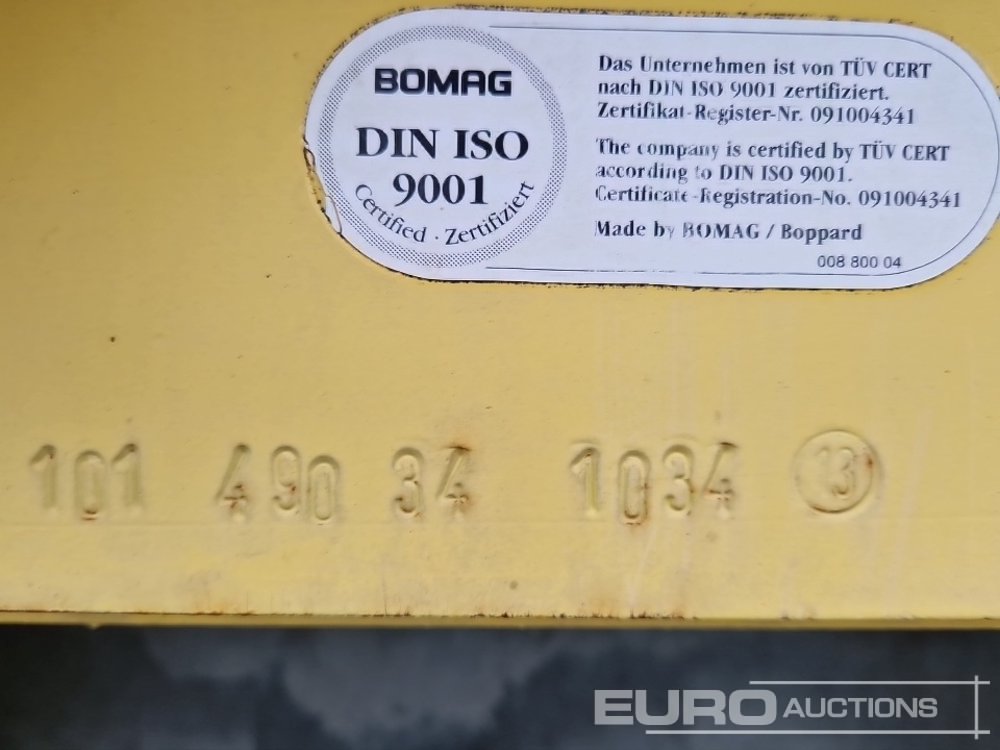 BOMAG
DIN ISO
9001
Certified · Zertifiziert
Das Unternehmen ist von TÜV CERT
nach DIN ISO 9001 zertifiziert.
Zertifikat-Register-Nr. 091004341
The company is certified by TÜV CERT
according to DIN ISO 9001.
Certificate-Registration-No. 091004341
Made by BOMAG / Boppard
008 800 04
101 490 34 1034 13
EURO AUCTIONS